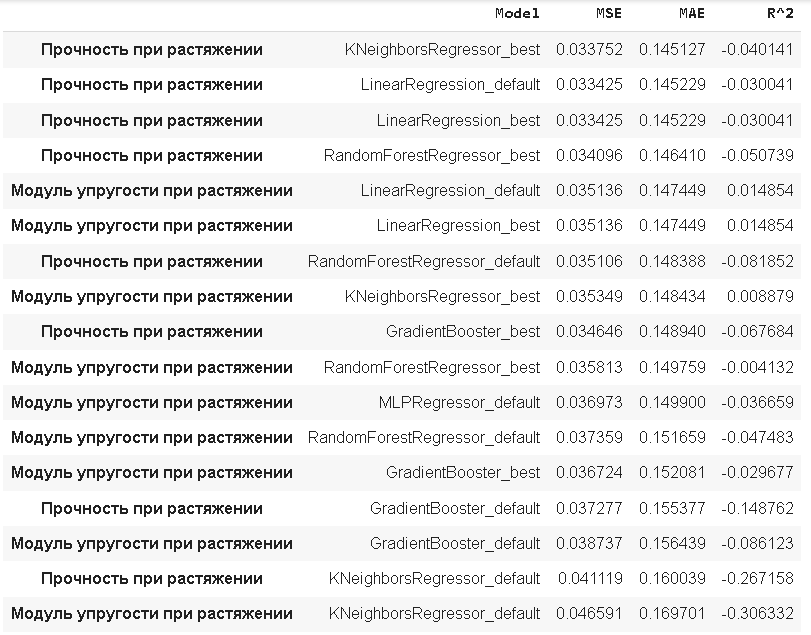 Model MSE MAE R^2
Прочность при растяжении KNeighborsRegressor_best 0.033752 0.145127 -0.040141
Прочность при растяжении LinearRegression_default 0.033425 0.145229 -0.030041
Прочность при растяжении LinearRegression_best 0.033425 0.145229 -0.030041
Прочность при растяжении RandomForestRegressor_best 0.034096 0.146410 -0.050739
Модуль упругости при растяжении LinearRegression_default 0.035136 0.147449 0.014854
Модуль упругости при растяжении LinearRegression_best 0.035136 0.147449 0.014854
Прочность при растяжении RandomForestRegressor_default 0.035106 0.148388 -0.081852
Модуль упругости при растяжении KNeighborsRegressor_best 0.035349 0.148434 0.008879
Прочность при растяжении GradientBooster_best 0.034646 0.148940 -0.067684
Модуль упругости при растяжении RandomForestRegressor_best 0.035813 0.149759 -0.004132
Модуль упругости при растяжении MLPRegressor_default 0.036973 0.149900 -0.036659
Модуль упругости при растяжении RandomForestRegressor_default 0.037359 0.151659 -0.047483
Модуль упругости при растяжении GradientBooster_best 0.036724 0.152081 -0.029677
Прочность при растяжении GradientBooster_default 0.037277 0.155377 -0.148762
Модуль упругости при растяжении GradientBooster_default 0.038737 0.156439 -0.086123
Прочность при растяжении KNeighborsRegressor_default 0.041119 0.160039 -0.267158
Модуль упругости при растяжении KNeighborsRegressor_default 0.046591 0.169701 -0.306332